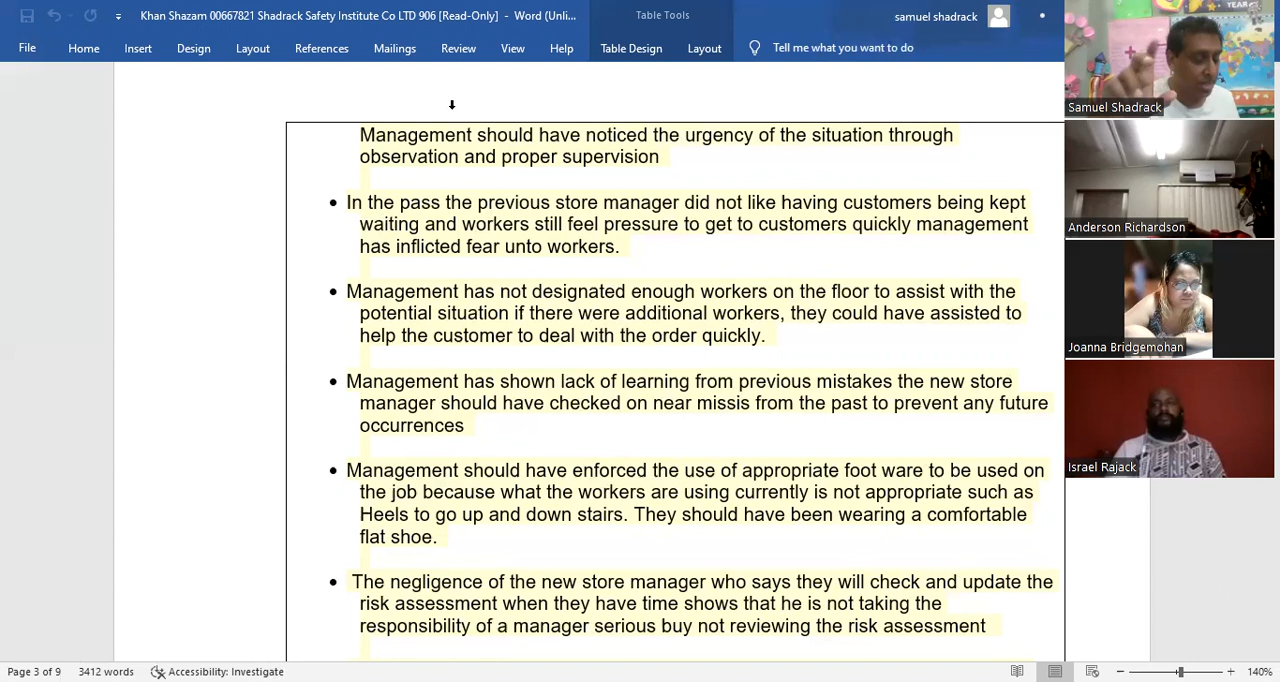 Khan Shazam 00667821 Shadrack Safety Institute Co LTD 906 [Read-Only] - Word (Unli...
Table Tools
samuel shadrack
File
Home
Insert
Design
Layout
References
Mailings
Review
View
Help
Table Design
Layout
Tell me what you want to do
YEAR
Samuel Shadrack
Anderson Richardson
Joanna Bridgemohan
Israel Rajack
Management should have noticed the urgency of the situation through
observation and proper supervision
• In the pass the previous store manager did not like having customers being kept
waiting and workers still feel pressure to get to customers quickly management
has inflicted fear unto workers.
• Management has not designated enough workers on the floor to assist with the
potential situation if there were additional workers, they could have assisted to
help the customer to deal with the order quickly.
• Management has shown lack of learning from previous mistakes the new store
manager should have checked on near missis from the past to prevent any future
occurrences
• Management should have enforced the use of appropriate foot ware to be used on
the job because what the workers are using currently is not appropriate such as
Heels to go up and down stairs. They should have been wearing a comfortable
flat shoe.
• The negligence of the new store manager who says they will check and update the
risk assessment when they have time shows that he is not taking the
responsibility of a manager serious buy not reviewing the risk assessment
Page 3 of 9
3412 words
Accessibility: Investigate
140%